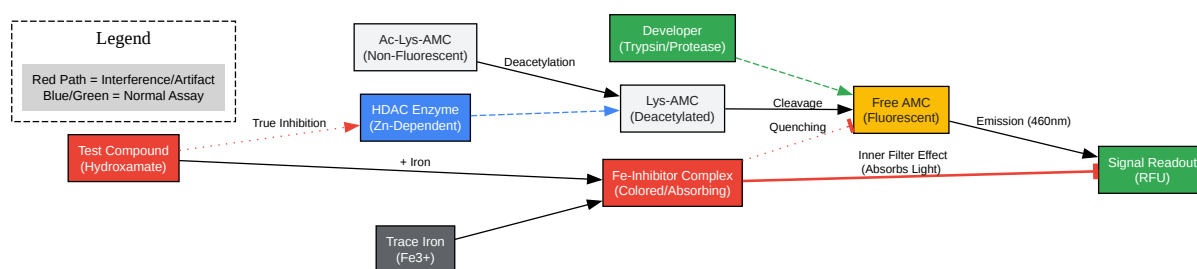 Legend
Red Path = Interference/Artifact
Blue/Green = Normal Assay
Ac-Lys-AMC
(Non-Fluorescent)
Developer
(Trypsin/Protease)
Deacetylation
HDAC Enzyme
(Zn-Dependent)
Lys-AMC
(Deacetylated)
Cleavage
Free AMC
(Fluorescent)
True Inhibition
Quenching
Emission (460nm)
Test Compound
(Hydroxamate)
+ Iron
Fe-Inhibitor Complex
(Colored/Absorbing)
Inner Filter Effect
(Absorbs Light)
Signal Readout
(RFU)
Trace Iron
(Fe3+)